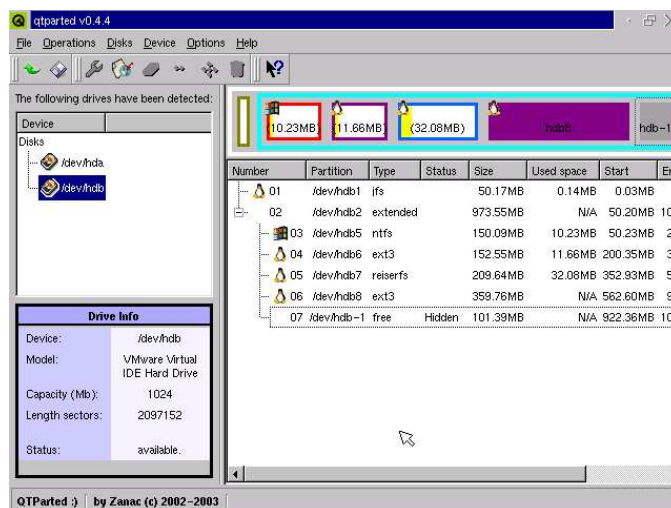 qtparted v0.4.4
File Operations Disks Device Options Help
The following drives have been detected:
Device
Disks
/dev/hda
/dev/hdb
(10.23MB) (11.66MB) (32.08MB) hdb8 hdb-1
Number Partition Type Status Size Used space Start
01 /dev/hdb1 jfs 50.17MB 0.14MB 0.03MB
02 /dev/hdb2 extended 973.55MB N/A 50.20MB
03 /dev/hdb5 ntfs 150.09MB 10.23MB 50.23MB
04 /dev/hdb6 ext3 152.55MB 11.66MB 200.35MB
05 /dev/hdb7 reiserfs 209.64MB 32.08MB 352.93MB
06 /dev/hdb8 ext3 359.76MB N/A 562.60MB
07 /dev/hdb-1 free Hidden 101.39MB N/A 922.36MB
Drive Info
Device: /dev/hdb
Model: VMware Virtual
IDE Hard Drive
Capacity (Mb): 1024
Length sectors: 2097152
Status: available.
QTParted :) by Zanac (c) 2002-2003